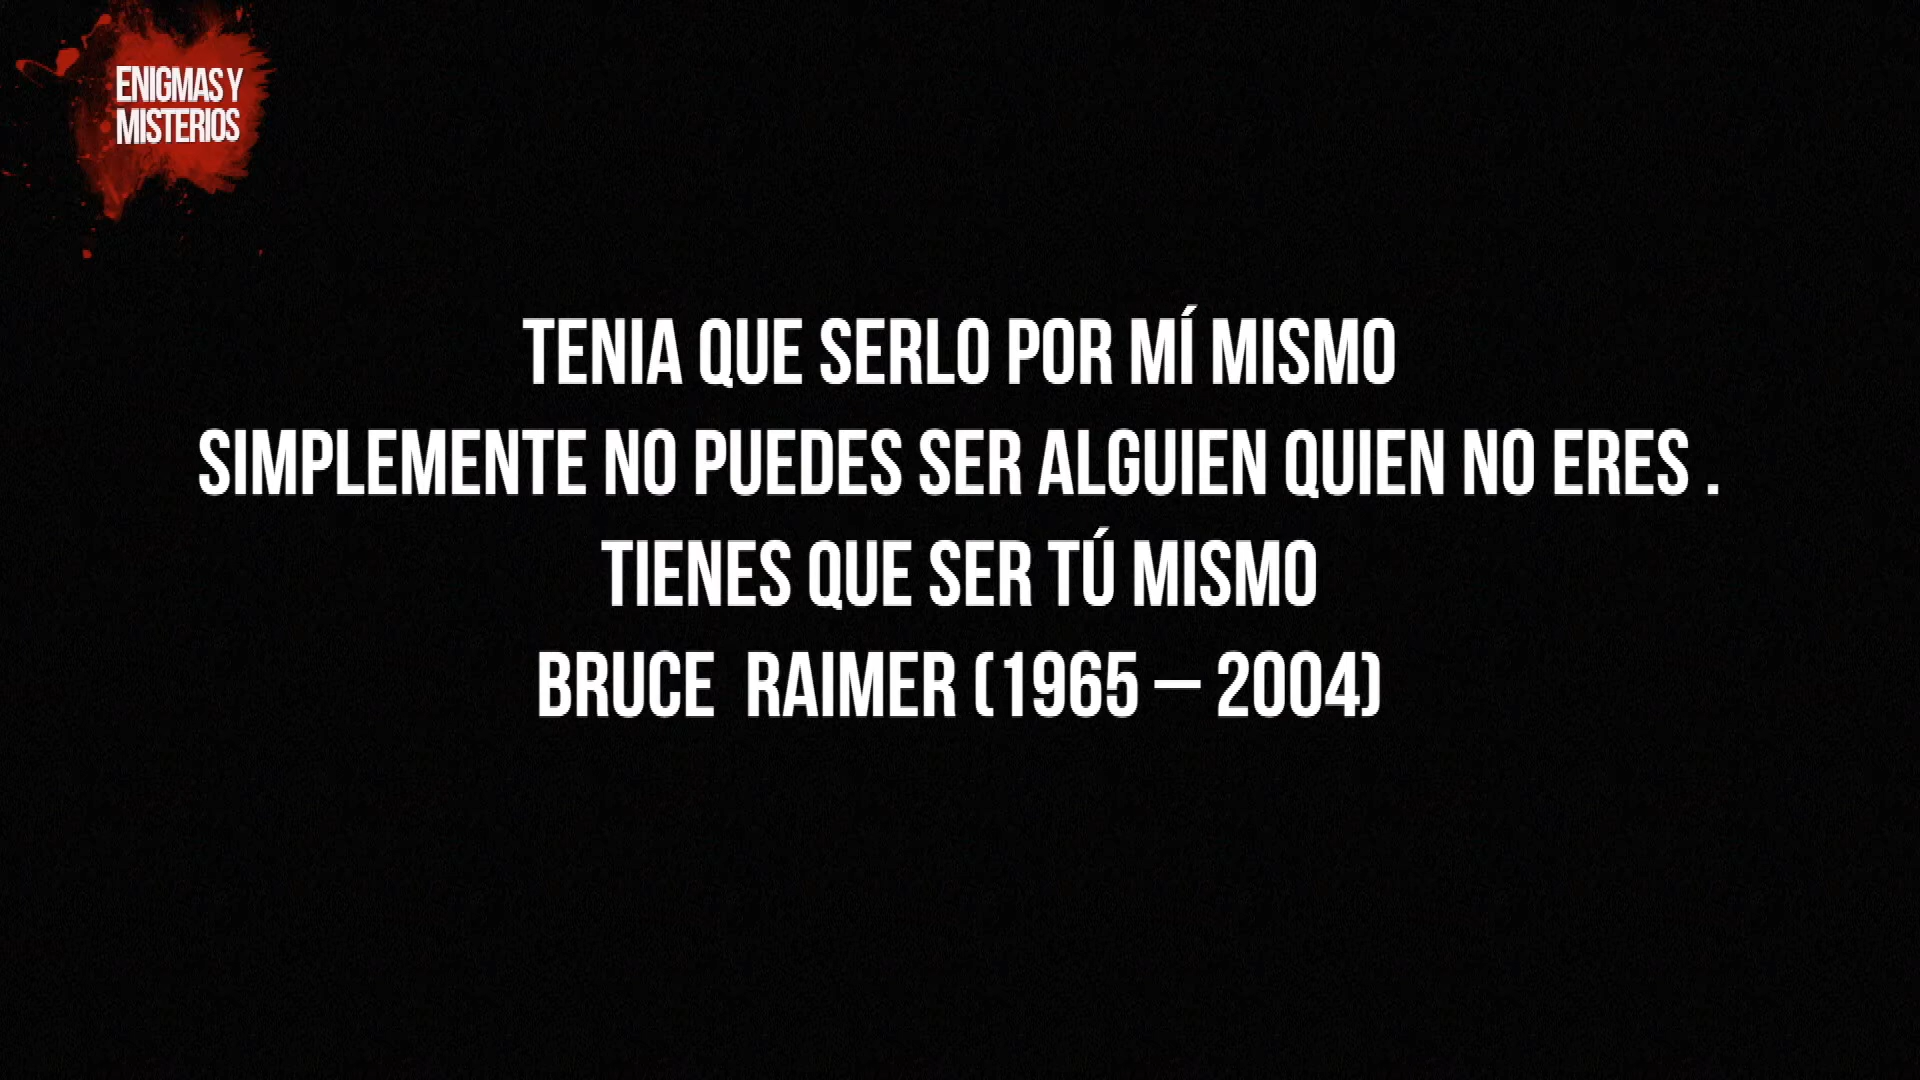 ENIGMAS Y
MISTERIOS
TENIA QUE SERLO POR MÍ MISMO
SIMPLEMENTE NO PUEDES SER ALGUIEN QUIEN NO ERES .
TIENES QUE SER TÚ MISMO
BRUCE RAIMER (1965 – 2004)